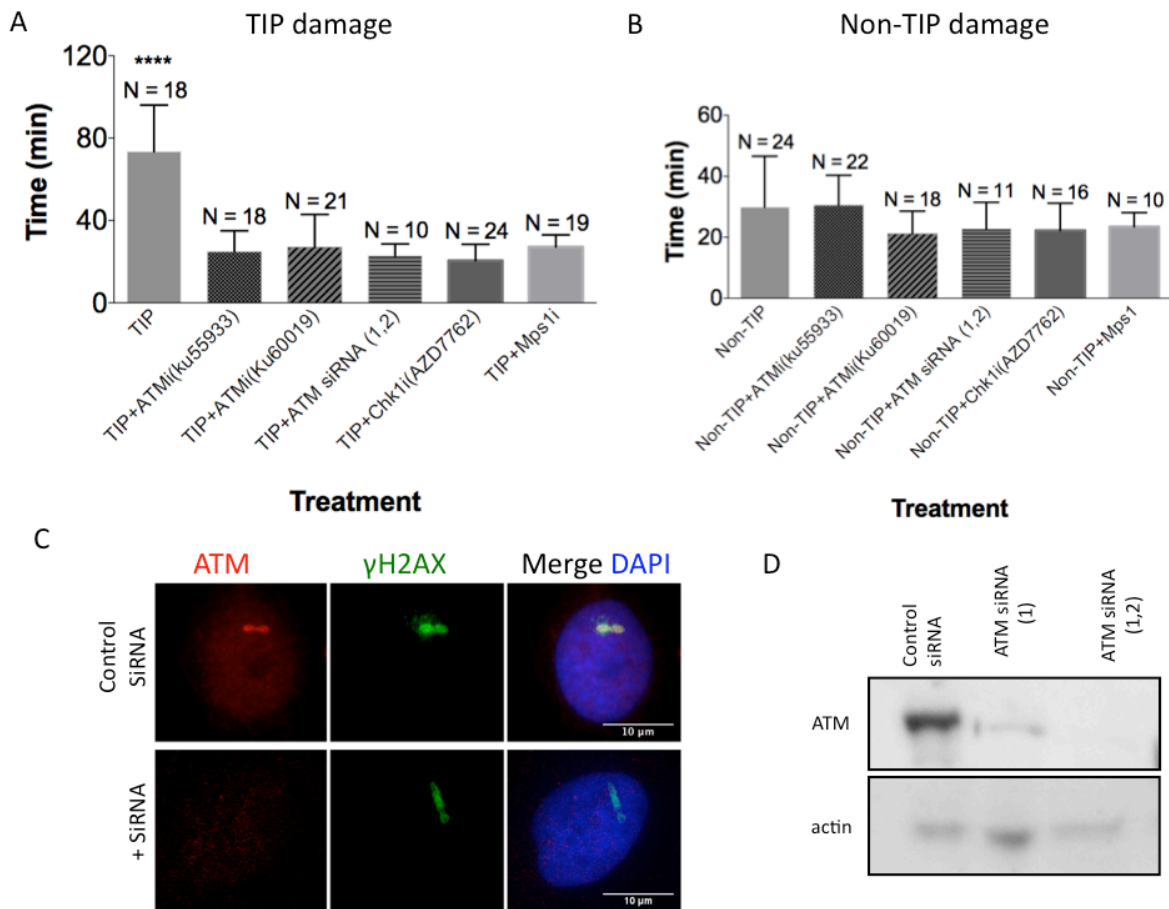 A
TIP damage
120
80
40
0
Time (min)
****
N = 18
N = 18
N = 21
N = 10
N = 24
N = 19
TIP
TIP+ATMi(ku55933)
TIP+ATMi(Ku60019)
TIP+ATM siRNA (1,2)
TIP+Chk1i(AZD7762)
TIP+Mps1i
Treatment
B
Non-TIP damage
60
40
20
0
Time (min)
N = 24
N = 22
N = 18
N = 11
N = 16
N = 10
Non-TIP
Non-TIP+ATMi(ku55933)
Non-TIP+ATMi(Ku60019)
Non-TIP+ATM siRNA (1,2)
Non-TIP+Chk1i(AZD7762)
Non-TIP+Mps1
Treatment
C
ATM
γH2AX
Merge DAPI
Control
SiRNA
10 µm
+ SiRNA
10 µm
D
Control
siRNA
ATM siRNA
(1)
ATM siRNA
(1,2)
ATM
actin